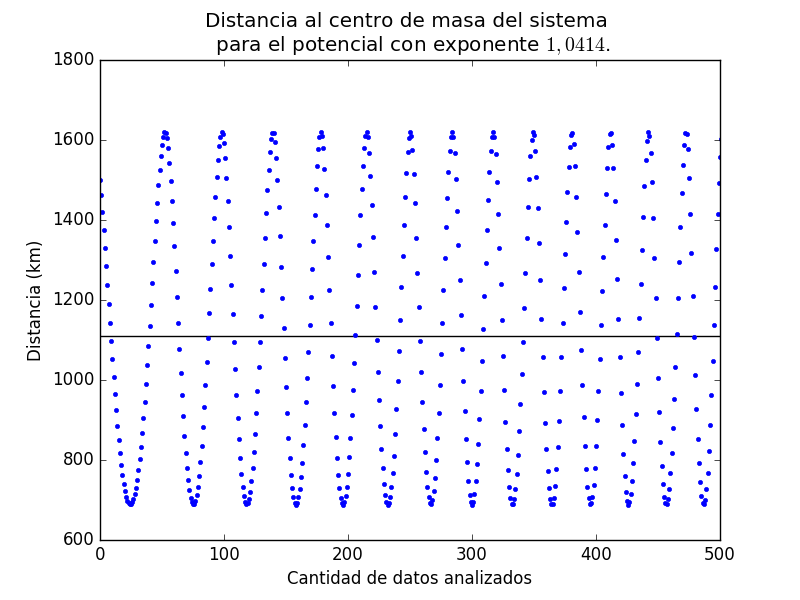 Distancia al centro de masa del sistema
para el potencial con exponente 1,0414.
1800
1600
1400
1200
1000
800
600
Distancia (km)
0 100 200 300 400 500
Cantidad de datos analizados